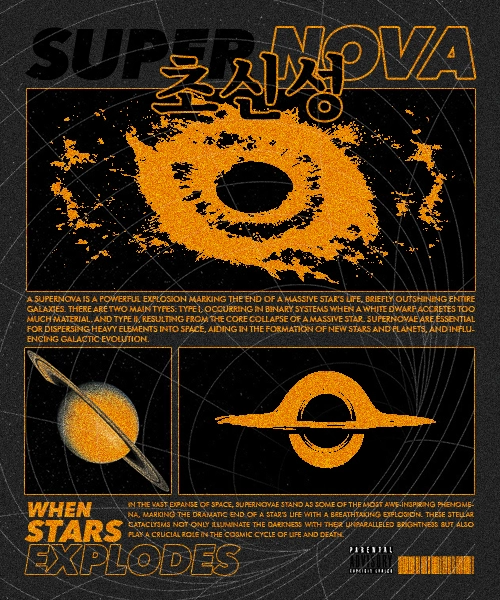 SUPER NOVA
초신성
A SUPERNOVA IS A POWERFUL EXPLOSION MARKING THE END OF A MASSIVE STAR'S LIFE, BRIEFLY OUTSHINING ENTIRE
GALAXIES. THERE ARE TWO MAIN TYPES: TYPE I, OCCURRING IN BINARY SYSTEMS WHEN A WHITE DWARF ACCRETES TOO
MUCH MATERIAL, AND TYPE II, RESULTING FROM THE CORE COLLAPSE OF A MASSIVE STAR. SUPERNOVAE ARE ESSENTIAL
FOR DISPERSING HEAVY ELEMENTS INTO SPACE, AIDING IN THE FORMATION OF NEW STARS AND PLANETS, AND INFLU-
ENCING GALACTIC EVOLUTION.
WHEN
STARS
EXPLODES
IN THE VAST EXPANSE OF SPACE, SUPERNOVAE STAND AS SOME OF THE MOST AWE-INSPIRING PHENOME-
NA, MARKING THE DRAMATIC END OF A STAR'S LIFE WITH A BREATHTAKING EXPLOSION. THESE STELLAR
CATACLYSMS NOT ONLY ILLUMINATE THE DARKNESS WITH THEIR UNPARALLELED BRIGHTNESS BUT ALSO
PLAY A CRUCIAL ROLE IN THE COSMIC CYCLE OF LIFE AND DEATH.
PARENTAL
ADVISORY
EXPLICIT LYRICS